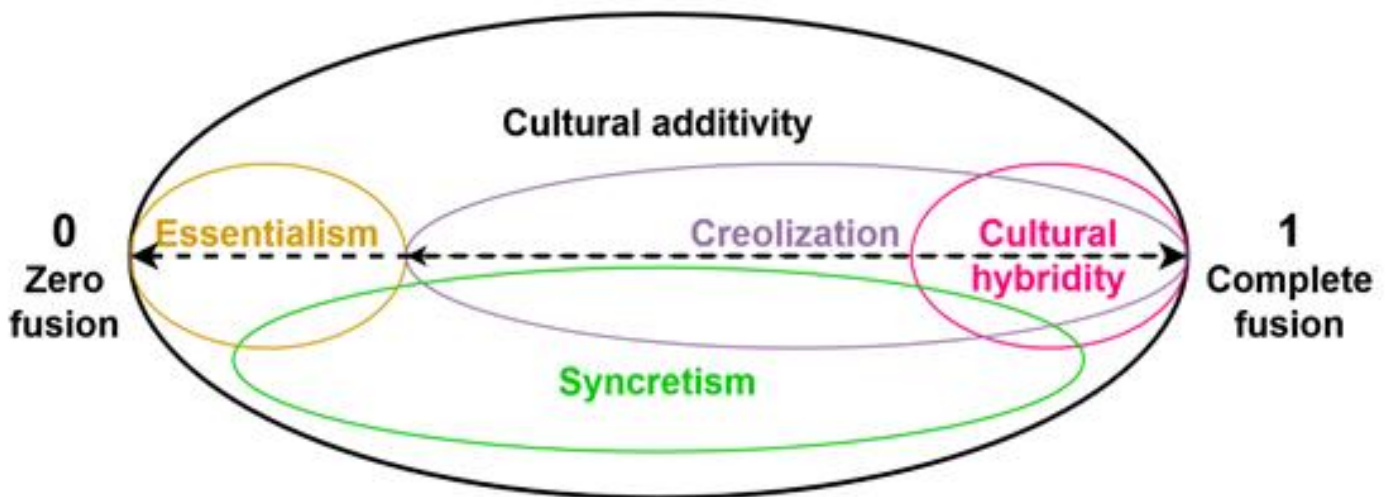 Cultural additivity
0
Zero
fusion
Essentialism
Creolization
Cultural
hybridity
1
Complete
fusion
Syncretism